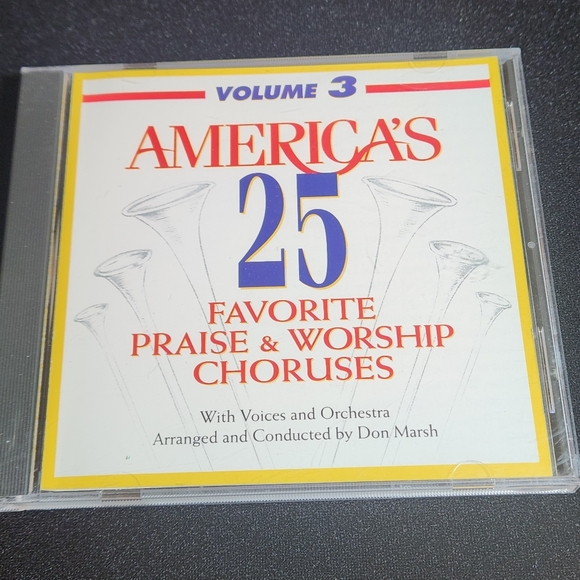 VOLUME 3
AMERICA'S
25
FAVORITE
PRAISE & WORSHIP
CHORUSES
With Voices and Orchestra
Arranged and Conducted by Don Marsh